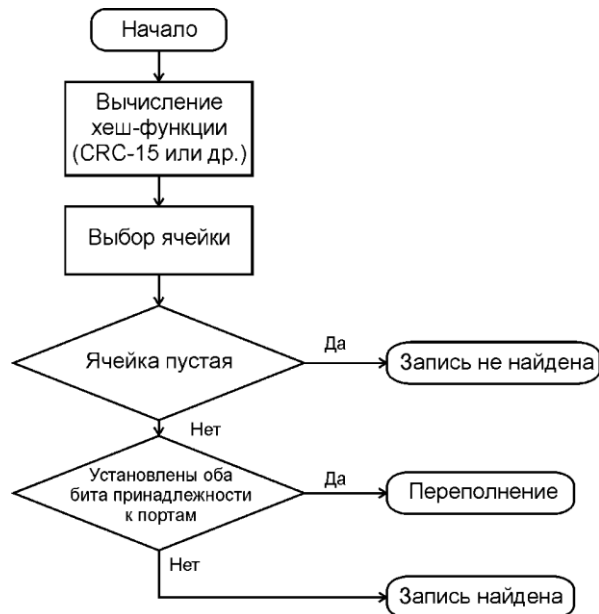 Начало
Вычисление
хеш-функции
(CRC-15 или др.)
Выбор ячейки
Ячейка пустая
Да
Запись не найдена
Нет
Установлены оба
бита принадлежности
к портам
Да
Переполнение
Нет
Запись найдена